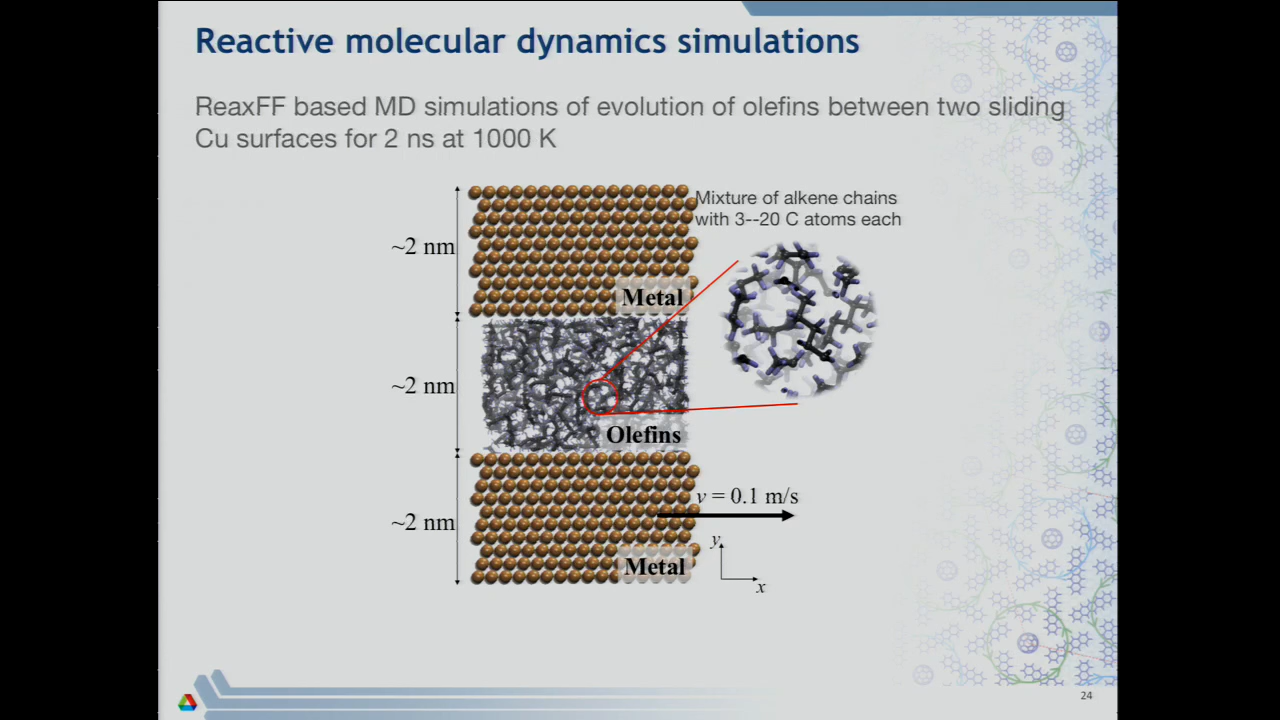 Reactive molecular dynamics simulations
ReaxFF based MD simulations of evolution of olefins between two sliding
Cu surfaces for 2 ns at 1000 K
Mixture of alkene chains
with 3--20 C atoms each
~2 nm
Metal
~2 nm
Olefins
v = 0.1 m/s
~2 nm
y
Metal
x
24